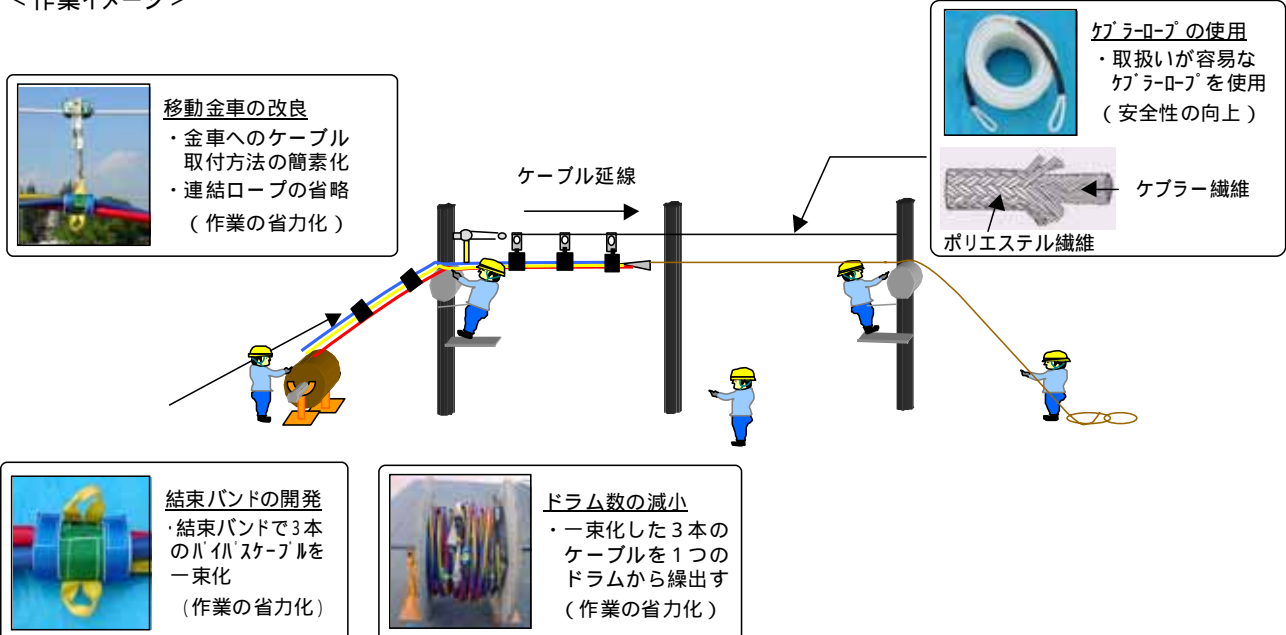 ＜作業イメージ＞
移動金車の改良
・金車へのケーブル
取付方法の簡素化
・連結ロープの省略
（作業の省力化）
ケーブル延線
ｹﾌﾞﾗｰﾛｰﾌﾟの使用
・取扱いが容易な
ｹﾌﾞﾗｰﾛｰﾌﾟを使用
（安全性の向上）
ケブラー繊維
ポリエステル繊維
結束バンドの開発
・結束バンドで3本
のﾊﾞｲﾊﾟｽｹｰﾌﾞﾙを
一束化
（作業の省力化）
ドラム数の減小
・一束化した３本の
ケーブルを１つの
ドラムから繰出す
（作業の省力化）